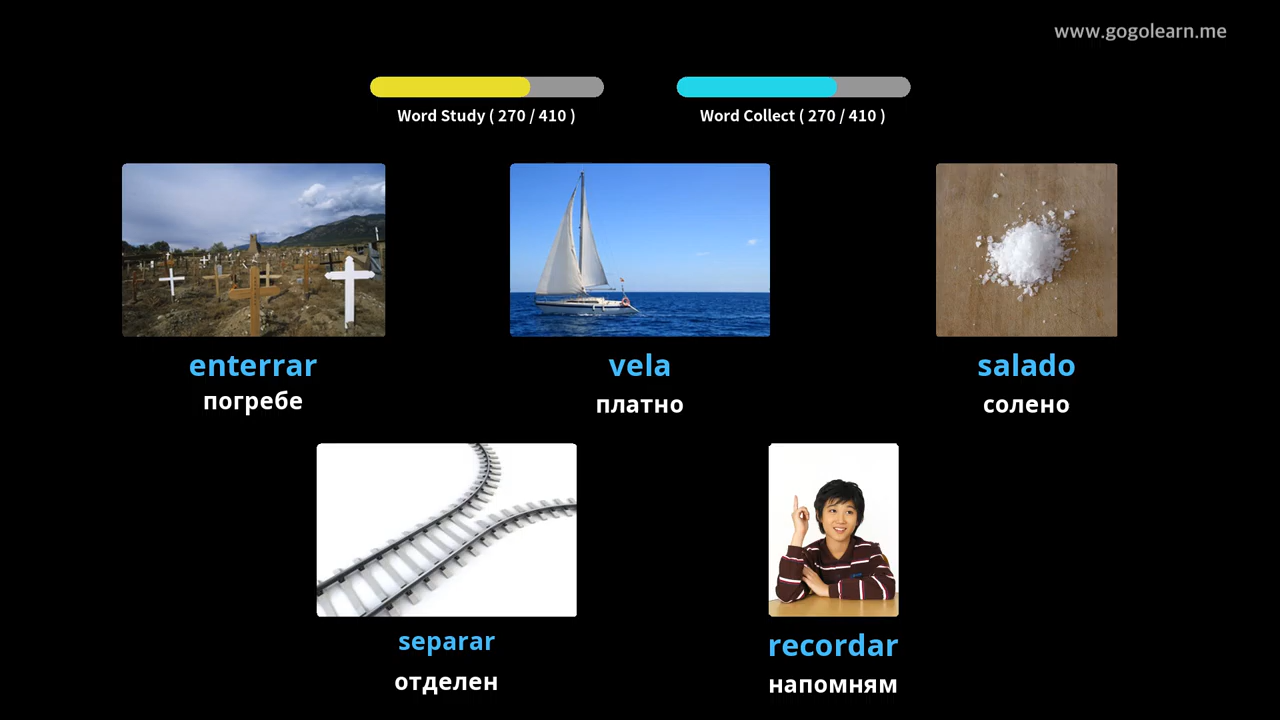 www.gogolearn.me
Word Study ( 270 / 410 )
Word Collect ( 270 / 410 )
enterrar
погребе
vela
платно
salado
солено
separar
отделен
recordar
напомням